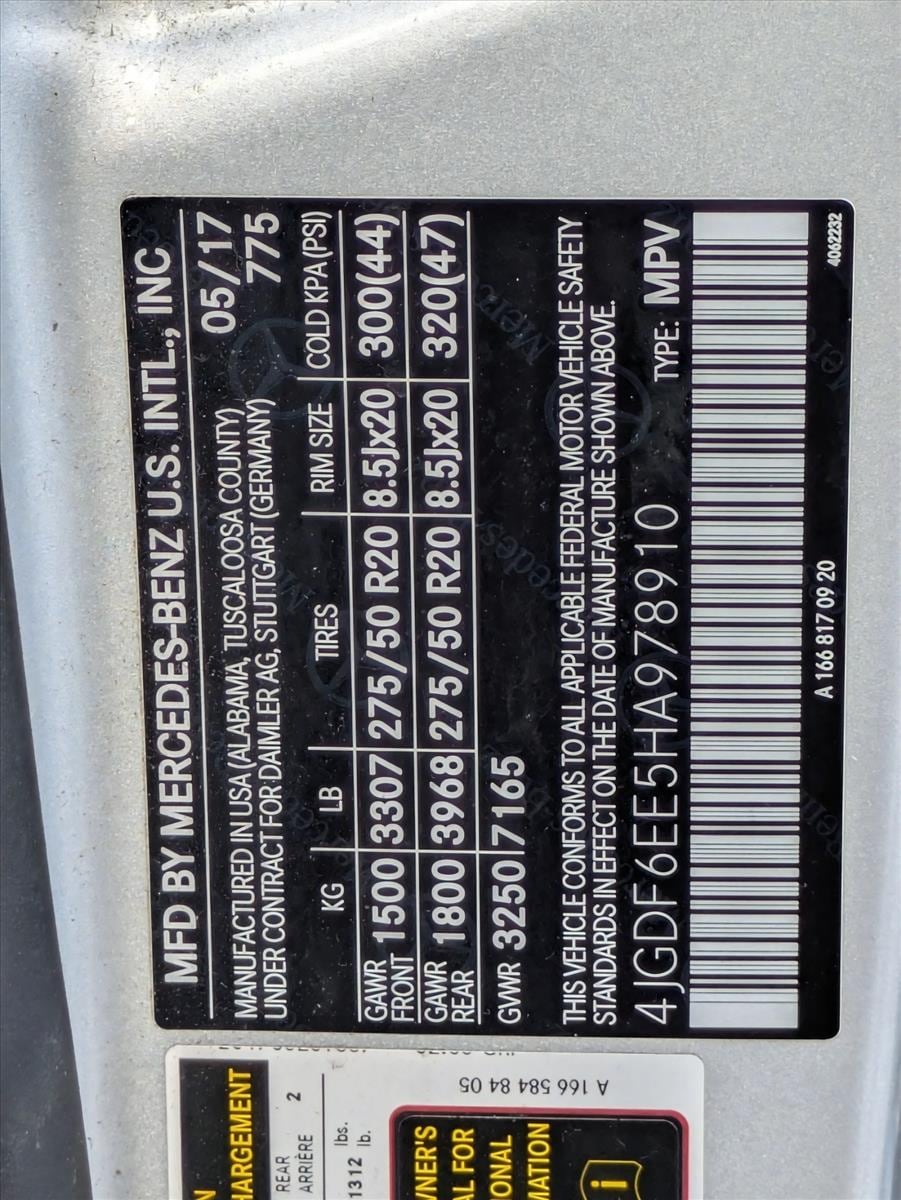 MFD BY MERCEDES-BENZ U.S. INTL., INC
MANUFACTURED IN USA (ALABAMA, TUSCALOOSA COUNTY) 05/17
UNDER CONTRACT FOR DAIMLER AG, STUTTGART (GERMANY) 775
KG LB TIRES RIM SIZE COLD KPA (PSI)
GAWR FRONT 1500 3307 275/50 R20 8.5Jx20 300(44)
GAWR REAR 1800 3968 275/50 R20 8.5Jx20 320(47)
GWR 3250 7165
THIS VEHICLE CONFORMS TO ALL APPLICABLE FEDERAL MOTOR VEHICLE SAFETY
STANDARDS IN EFFECT ON THE DATE OF MANUFACTURE SHOWN ABOVE.
4JGDF6EE5HA978910 TYPE: MPV
A 166 817 09 20
4062232
A 166 584 84 05
HARGEMENT
REAR
ARRIÈRE 2
lbs.
1312 lb.
NER'S
AL FOR
ONAL
MATION
i